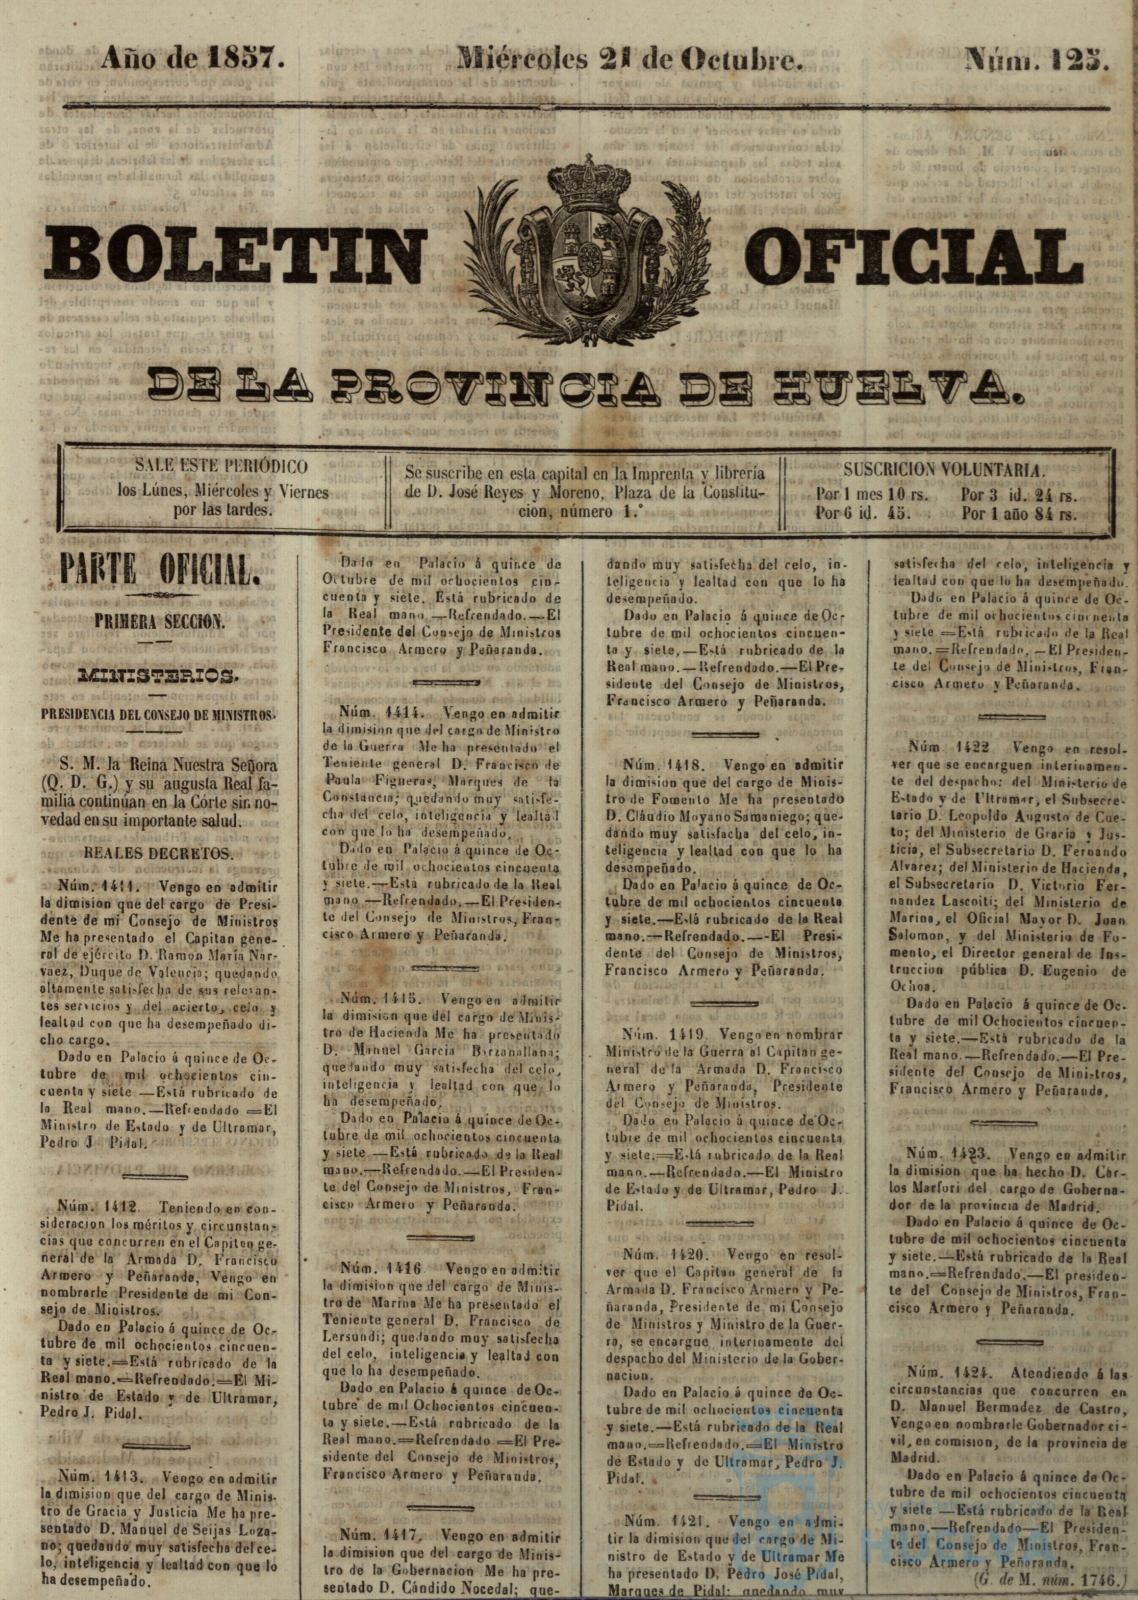 Año de 1857.
Miércoles 21 de Octubre.
Núm. 125.
BOLETIN OFICIAL
DE LA PROVINCIA DE HUELVA.
SALE ESTE PERIÓDICO
los Lúnes, Miércoles y Viernes
por las tardes.
Se suscribe en esta capital en la Imprenta y librería
de D. José Reyes y Moreno, Plaza de la Constitu-
cion, número 1.°
SUSCRICION VOLUNTARIA.
Por 1 mes 10 rs. Por 3 id. 24 rs.
Por 6 id. 45. Por 1 año 84 rs.
PARTE OFICIAL.
PRIMERA SECCION.
MINISTERIOS.
PRESIDENCIA DEL CONSEJO DE MINISTROS.
S. M. la Reina Nuestra Señora
(Q. D. G.) y su augusta Real fa-
milia continúan en la Córte sin no-
vedad en su importante salud.
REALES DECRETOS.
Núm. 1411. Vengo en admitir
la dimision que del cargo de Presi-
dente de mi Consejo de Ministros
Me ha presentado el Capitan gene-
ral de ejército D. Ramon María Nar-
vaez, Duque de Valencia; quedando
altamente satisfecha de sus relevan-
tes servicios y del acierto, celo y
lealtad con que ha desempeñado di-
cho cargo.
Dado en Palacio á quince de Oc-
tubre de mil ochocientos cin-
cuenta y siete —Está rubricado de
la Real mano.—Refrendado =El
Ministro de Estado y de Ultramar,
Pedro J Pidal.
Núm. 1412. Teniendo en con-
sideracion los méritos y circunstan-
cias que concurren en el Capitan ge-
neral de la Armada D. Francisco
Armero y Peñaranda, Vengo en
nombrarle Presidente de mi Con-
sejo de Ministros.
Dado en Palacio á quince de Oc-
tubre de mil ochocientos cincuen-
ta y siete.=Está rubricado de la
Real mano.=Refrendado.=El Mi-
nistro de Estado y de Ultramar,
Pedro J. Pidal.
Núm. 1413. Vengo en admitir
la dimision que del cargo de Minis-
tro de Gracia y Justicia Me ha pre-
sentado D. Manuel de Seijas Loza-
no; quedando muy satisfecha del ce-
lo, inteligencia y lealtad con que lo
ha desempeñado.
Dado en Palacio á quince de
Octubre de mil ochocientos cin-
cuenta y siete. Está rubricado de
la Real mano —Refrendado.—El
Presidente del Consejo de Ministros
Francisco Armero y Peñaranda.
Núm. 1414. Vengo en admitir
la dimision que del cargo de Ministro
de la Guerra Me ha presentado el
Teniente general D. Francisco de
Paula Figueras, Marques de la
Constancia; quedando muy satisfe-
cha del celo, inteligencia y lealtad
con que lo ha desempeñado.
Dado en Palacio á quince de Oc-
tubre de mil ochocientos cincuenta
y siete.—Está rubricado de la Real
mano —Refrendado.—El Presiden-
te del Consejo de Ministros, Fran-
cisco Armero y Peñaranda.
Núm. 1415. Vengo en admitir
la dimision que del cargo de Minis-
tro de Hacienda Me ha presentado
D. Manuel Garcia Barzanallana;
quedando muy satisfecha del celo,
inteligencia y lealtad con que lo
ha desempeñado.
Dado en Palacio á quince de Oc-
tubre de mil ochocientos cincuenta
y siete —Está rubricado de la Real
mano.—Refrendado.—El Presiden-
te del Consejo de Ministros, Fran-
cisco Armero y Peñaranda.
Núm. 1416 Vengo en admitir
la dimision que del cargo de Minis-
tro de Marina Me ha presentado el
Teniente general D. Francisco de
Lersundi; quedando muy satisfecha
del celo, inteligencia y lealtad con
que lo ha desempeñado.
Dado en Palacio á quince de Oc-
tubre de mil Ochocientos cincuen-
ta y siete.—Está rubricado de la
Real mano.=Refrendado =El Pre-
sidente del Consejo de Ministros,
Francisco Armero y Peñaranda.
Núm. 1417. Vengo en admitir
la dimision que del cargo de Minis-
tro de la Gobernacion Me ha pre-
sentado D. Cándido Nocedal; que-
dando muy satisfecha del celo, in-
teligencia y lealtad con que lo ha
desempeñado.
Dado en Palacio á quince de Oc-
tubre de mil ochocientos cincuen-
ta y siete,—Está rubricado de la
Real mano.—Refrendado.—El Pre-
sidente del Consejo de Ministros,
Francisco Armero y Peñaranda.
Núm. 1418. Vengo en admitir
la dimision que del cargo de Minis-
tro de Fomento Me ha presentado
D. Cláudio Moyano Samaniego; que-
dando muy satisfacha del celo, in-
teligencia y lealtad con que lo ha
desempeñado.
Dado en Palacio á quince de Oc-
tubre de mil ochocientos cincuenta
y siete.—Está rubricado de la Real
mano.—Refrendado.—-El Presi-
dente del Consejo de Ministros,
Francisco Armero y Peñaranda.
Núm. 1419. Vengo en nombrar
Ministro de la Guerra al Capitan ge-
neral de la Armada D. Francisco
Armero y Peñaranda, Presidente
del Consejo de Ministros.
Dado en Palacio á quince de Oc-
tubre de mil ochocientos cincuenta
y siete.=Está rubricado de la Real
mano.—Refrendado.—El Ministro
de Estado y de Ultramar, Pedro J.
Pidal.
Núm. 1420. Vengo en resol-
ver que el Capitan general de la
Armada D. Francisco Armero y Pe-
ñaranda, Presidente de mi Consejo
de Ministros y Ministro de la Guer-
ra, se encargue interinamente del
despacho del Ministerio de la Gober-
nacion.
Dado en Palacio á quince de Oc-
tubre de mil ochocientos cincuenta
y siete.—Está rubricado de la Real
mano.=Refrendado.=El Ministro
de Estado y de Ultramar, Pedro J.
Pidal.
Núm. 1421. Vengo en admi-
tir la dimision que del cargo de Mi-
nistro de Estado y de Ultramar Me
ha presentado D. Pedro José Pidal,
Marques de Pidal; quedando muy
satisfecha del celo, inteligencia y
lealtad con que lo ha desempeñado.
Dado en Palacio á quince de Oc-
tubre de mil ochocientos cincuenta
y siete =Está rubricado de la Real
mano.=Refrendado. —El Presiden-
te del Consejo de Ministros, Fran-
cisco Armero y Peñaranda.
Núm 1422 Vengo en resol-
ver que se encarguen interinamen-
te del despacho: del Ministerio de
Estado y de Ultramar, el Subsecre-
tario D. Leopoldo Augusto de Cue-
to; del Ministerio de Gracia y Jus-
ticia, el Subsecretario D. Fernando
Alvarez; del Ministerio de Hacienda,
el Subsecretario D. Victorio Fer-
nandez Lascoiti; del Ministerio de
Marina, el Oficial Mayor D. Juan
Salomon, y del Ministerio de Fo-
mento, el Director general de Ins-
truccion pública D. Eugenio de
Ochoa.
Dado en Palacio á quince de Oc-
tubre de mil Ochocientos cincuen-
ta y siete.—Está rubricado de la
Real mano.—Refrendado.—El Pre-
sidente del Consejo de Ministros,
Francisco Armero y Peñaranda.
Núm. 1423. Vengo en admitir
la dimision que ha hecho D. Cár-
los Marfori del cargo de Goberna-
dor de la provincia de Madrid.
Dado en Palacio á quince de Oc-
tubre de mil ochocientos cincuenta
y siete.—Está rubricado de la Real
mano.=Refrendado.—El presiden-
te del Consejo de Ministros, Fran-
cisco Armero y Peñaranda.
Núm. 1424. Atendiendo á las
circunstancias que concurren en
D. Manuel Bermudez de Castro,
Vengo en nombrarle Gobernador ci-
vil, en comision, de la provincia de
Madrid.
Dado en Palacio á quince de Oc-
tubre de mil ochocientos cincuenta
y siete —Está rubricado de la Real
mano.—Refrendado—El Presiden-
te del Consejo de Ministros, Fran-
cisco Armero y Peñaranda.
(G. de M. núm. 1746.)